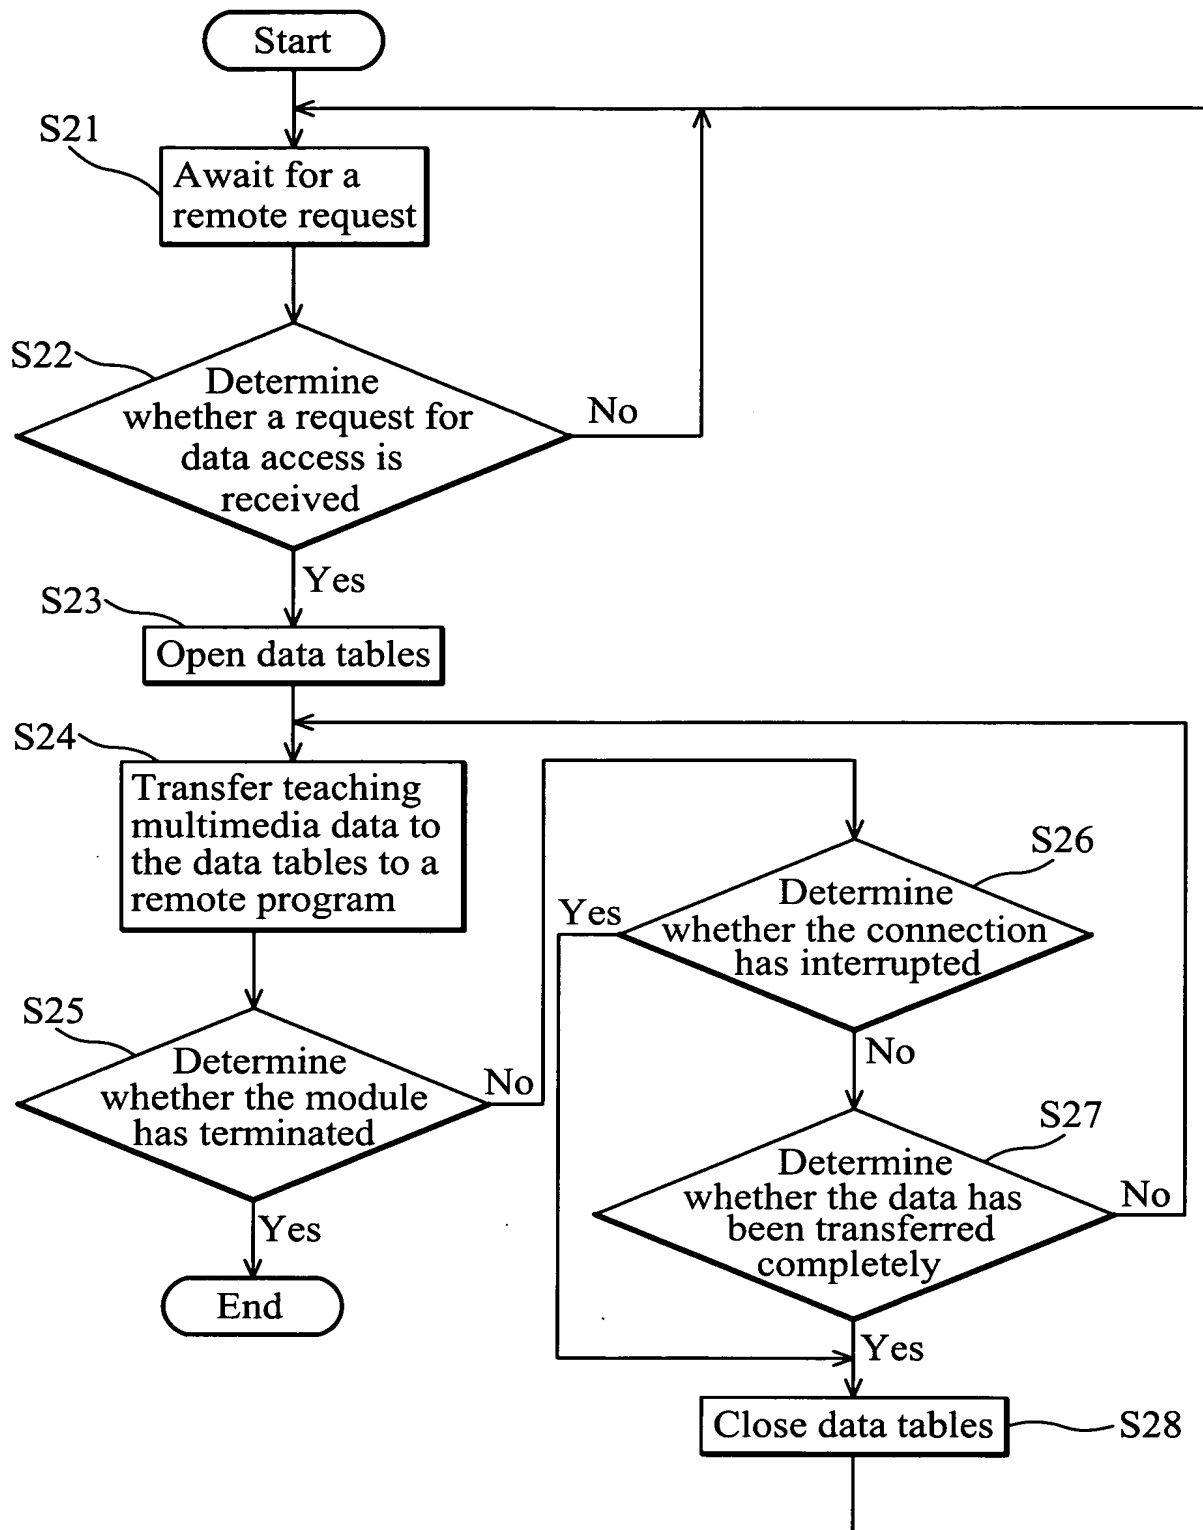 Start
S21
Await for a
remote request
S22
Determine
whether a request for
data access is
received
No
Yes
S23
Open data tables
S24
Transfer teaching
multimedia data to
the data tables to a
remote program
S25
Determine
whether the module
has terminated
No
Yes
End
S26
Determine
whether the connection
has interrupted
Yes
No
S27
Determine
whether the data has
been transferred
completely
No
Yes
Close data tables
S28